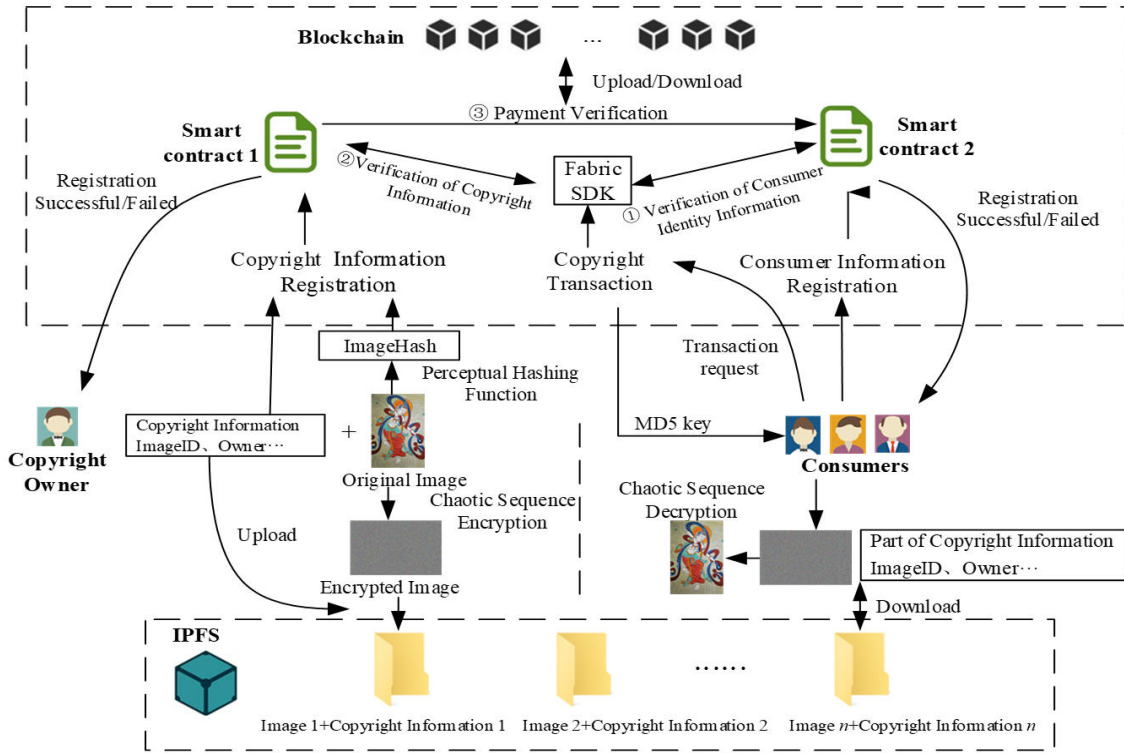 Blockchain
...
Upload/Download
③ Payment Verification
Smart
contract 1
Smart
contract 2
Fabric
SDK
②Verification of Copyright
Information
① Verification of Consumer
Identity Information
Registration
Successful/Failed
Registration
Successful/Failed
Copyright Information
Registration
Copyright
Transaction
Consumer Information
Registration
ImageHash
Perceptual Hashing
Function
Transaction
request
Copyright Information
ImageID、Owner…
+
MD5 key
Copyright
Owner
Consumers
Original Image
Chaotic Sequence
Encryption
Chaotic Sequence
Decryption
Upload
Part of Copyright Information
ImageID、Owner…
Encrypted Image
Download
IPFS
……
Image 1+Copyright Information 1
Image 2+Copyright Information 2
Image n+Copyright Information n